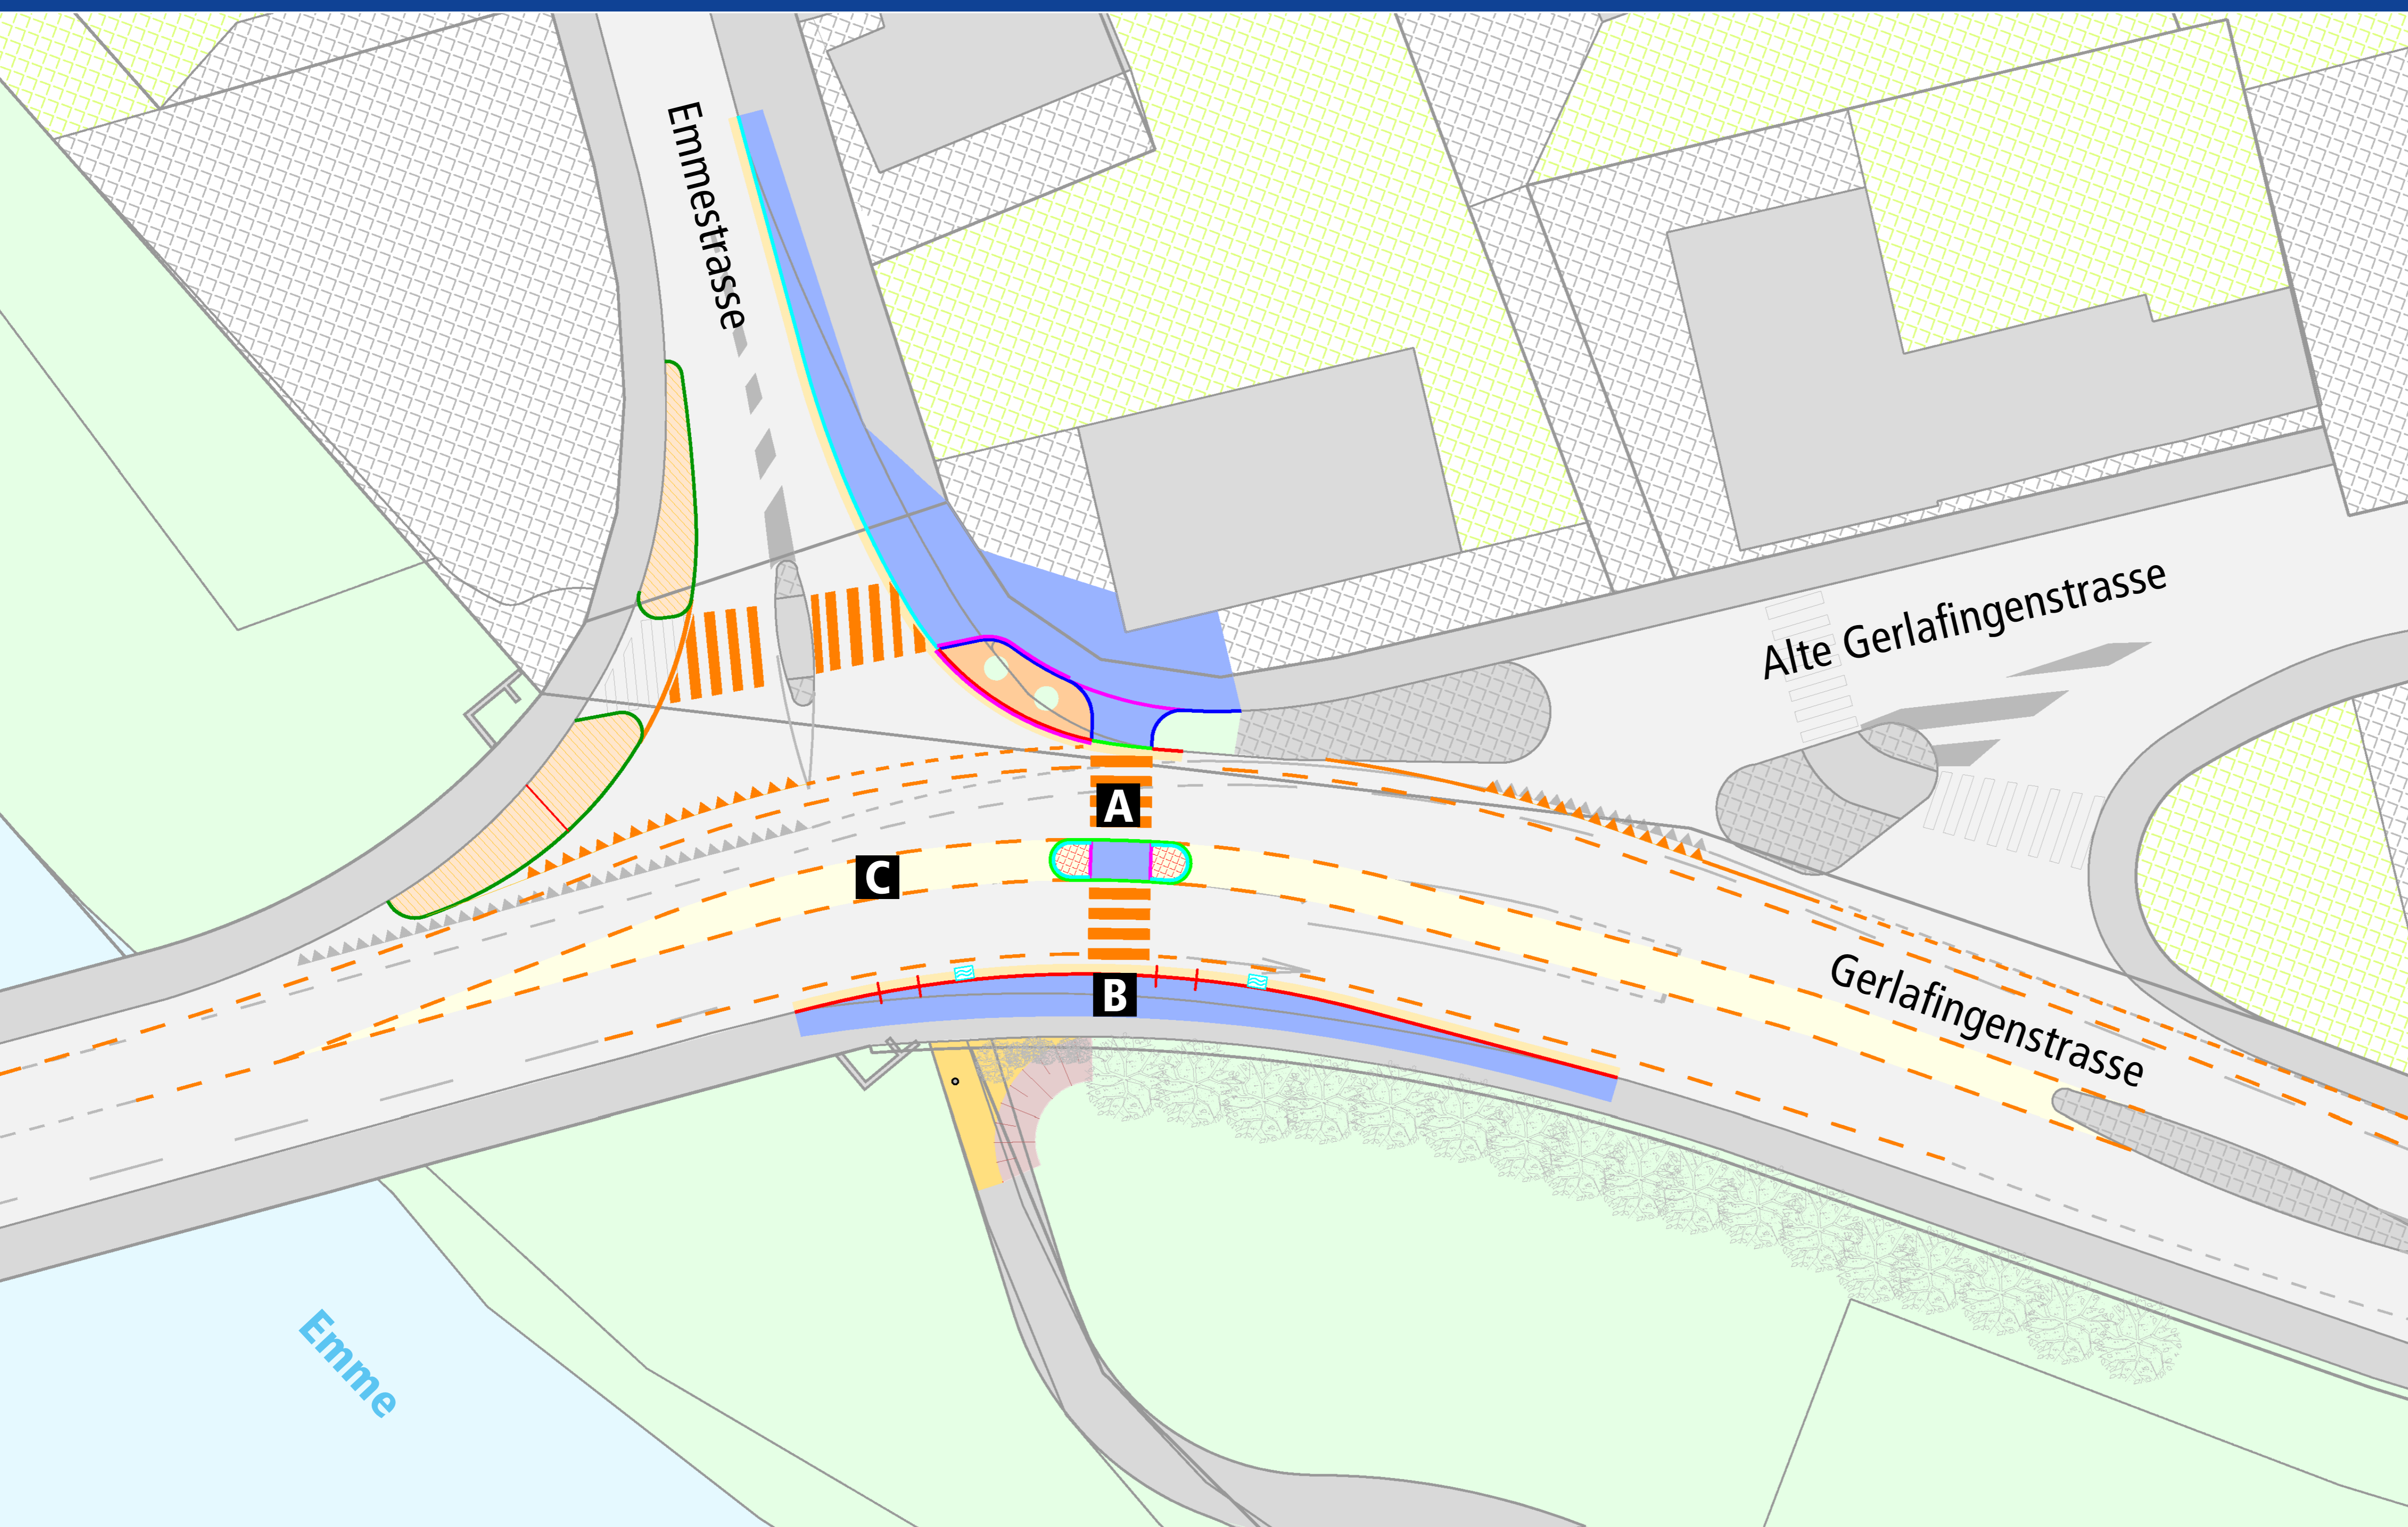 Emmestrasse
Alte Gerlafingenstrasse
A
C
Gerlafingenstrasse
B
Emme